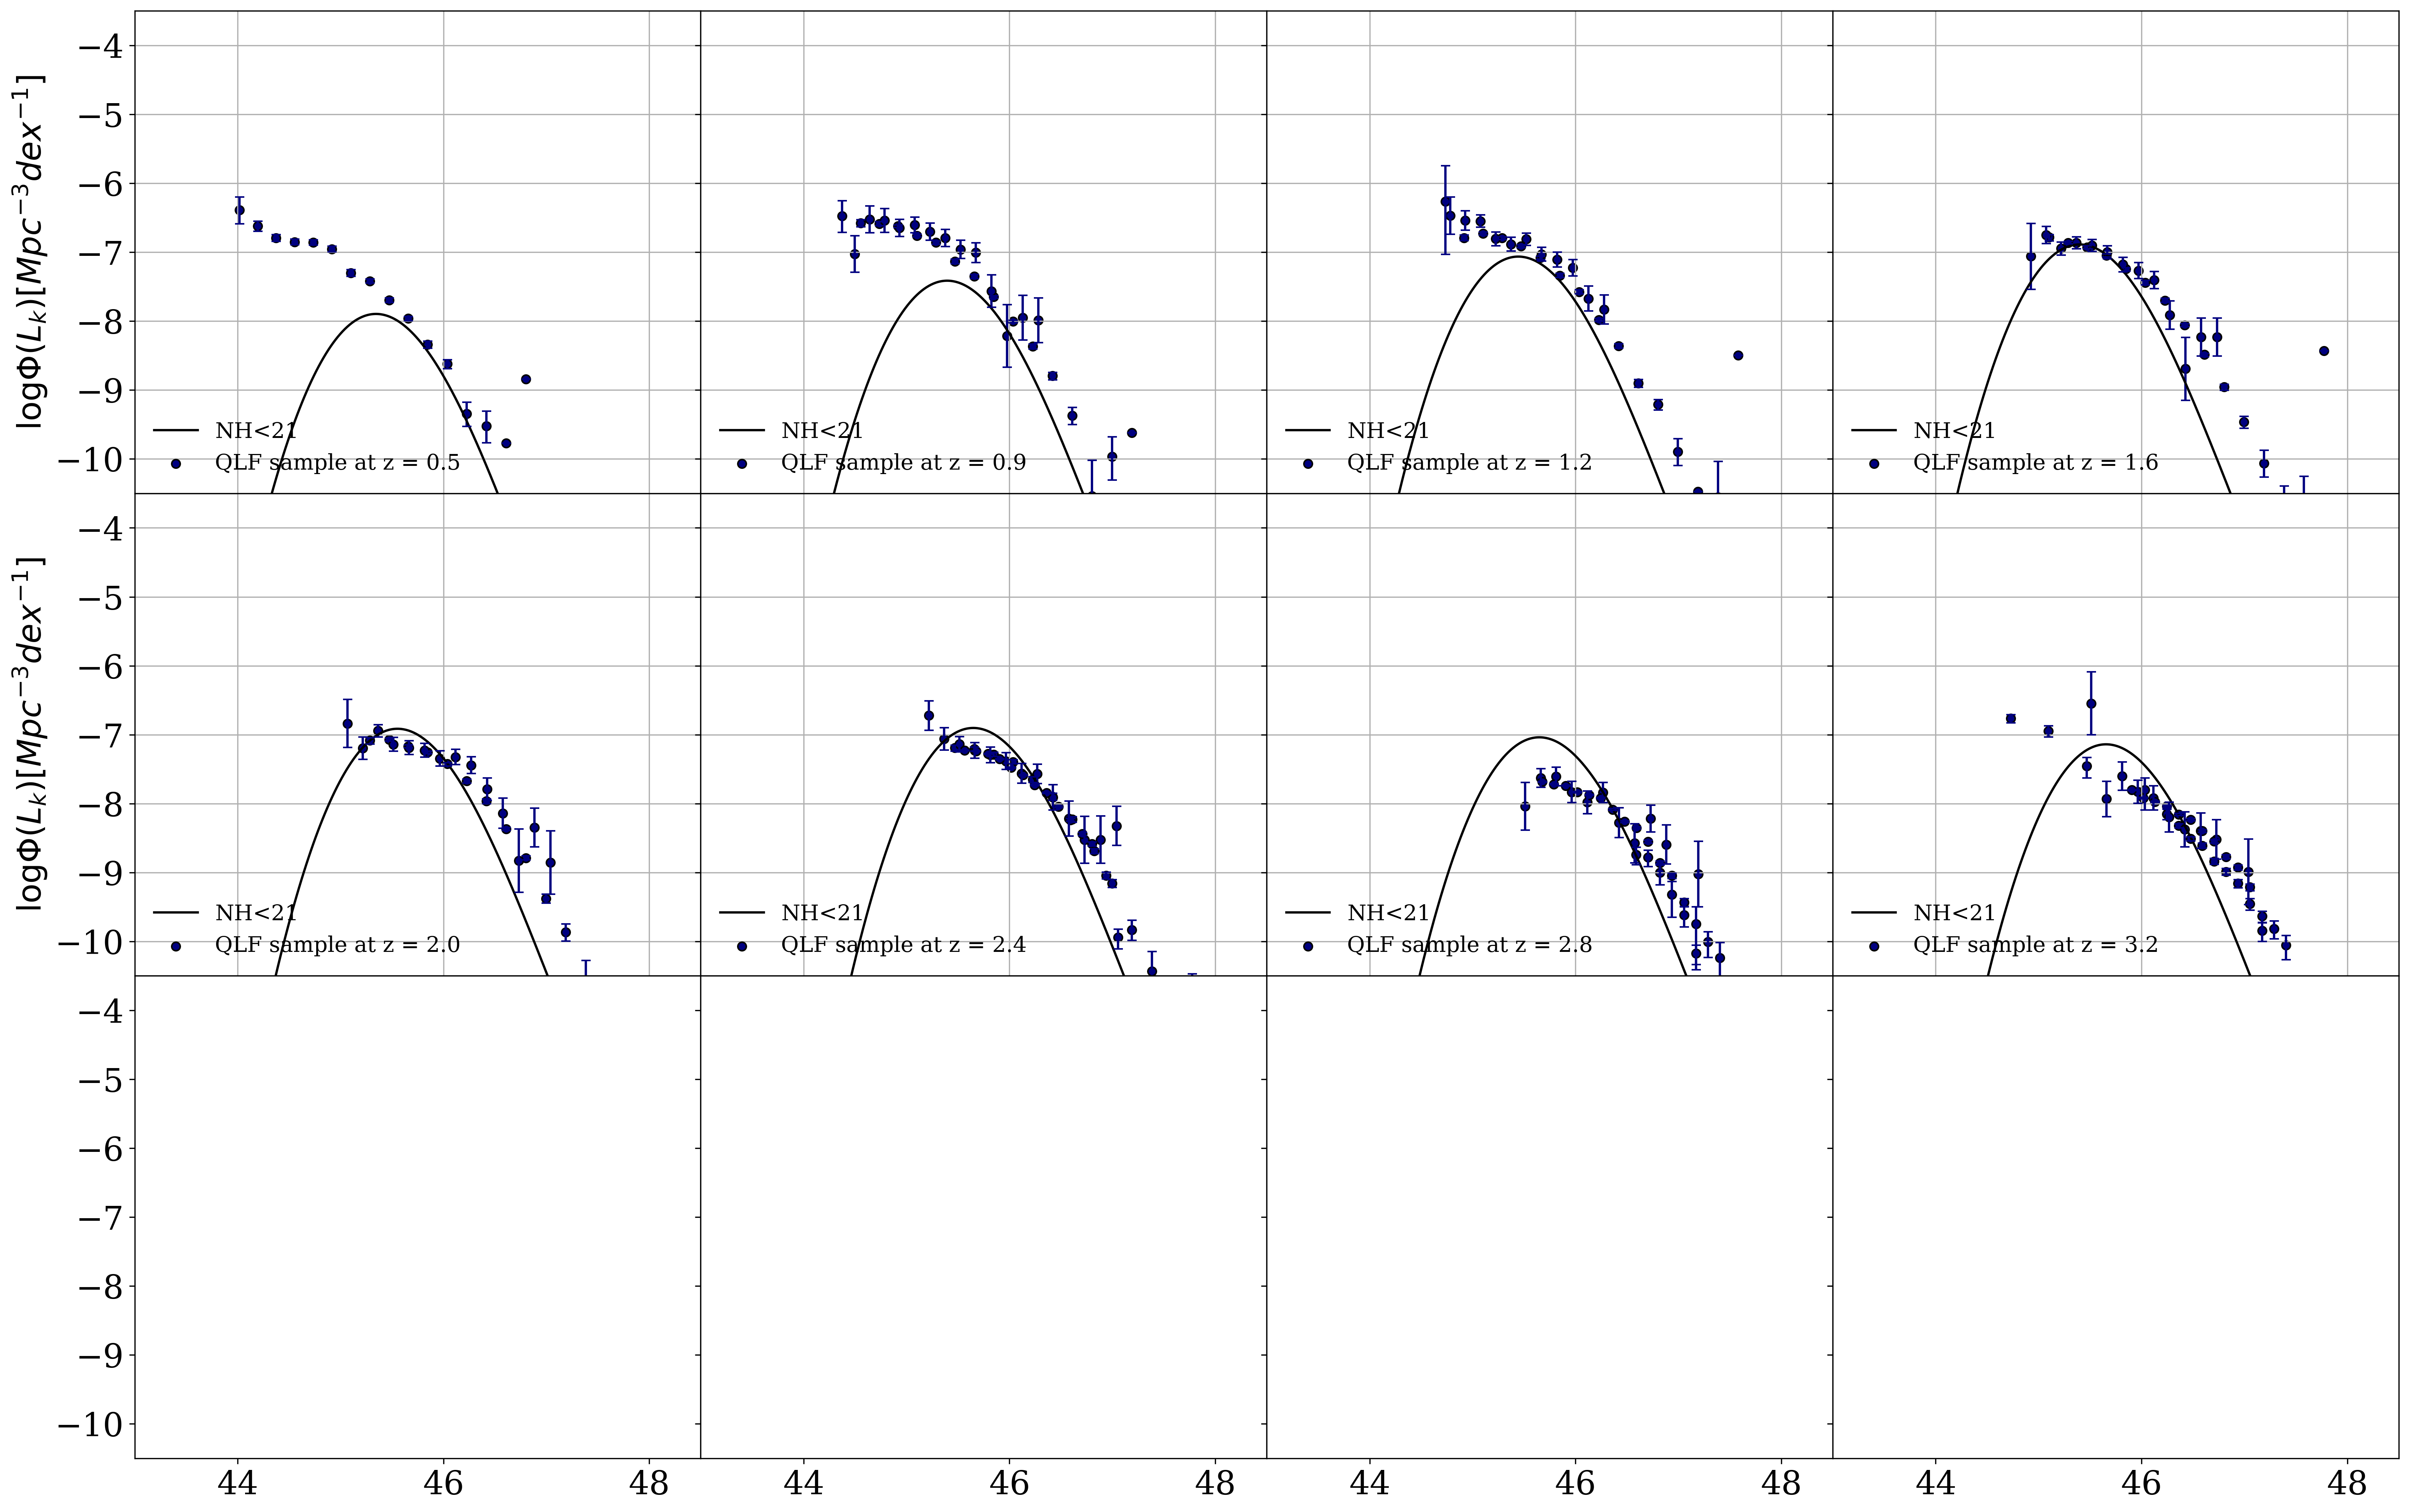 logΦ(L_k)[Mpc^{-3}dex^{-1}]
−4
−5
−6
−7
−8
−9
−10
NH<21
QLF sample at z = 0.5
NH<21
QLF sample at z = 0.9
NH<21
QLF sample at z = 1.2
NH<21
QLF sample at z = 1.6
logΦ(L_k)[Mpc^{-3}dex^{-1}]
−4
−5
−6
−7
−8
−9
−10
NH<21
QLF sample at z = 2.0
NH<21
QLF sample at z = 2.4
NH<21
QLF sample at z = 2.8
NH<21
QLF sample at z = 3.2
−4
−5
−6
−7
−8
−9
−10
44 46 48
44 46 48
44 46 48
44 46 48